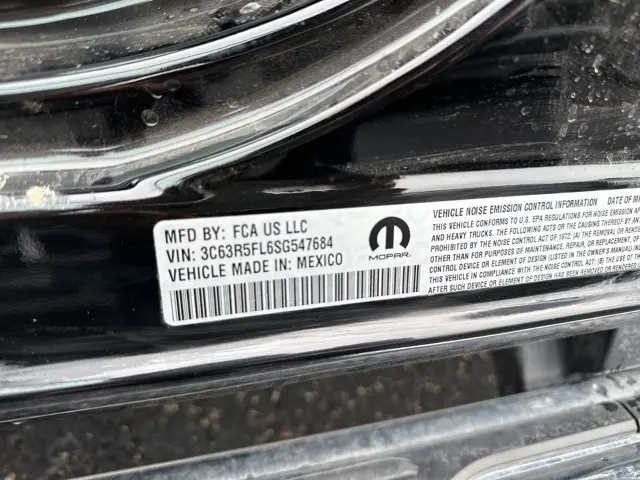 MFD BY: FCA US LLC
VIN: 3C63R5FL6SG547684
VEHICLE MADE IN: MEXICO
MOPAR
VEHICLE NOISE EMISSION CONTROL INFORMATION DATE OF
THIS VEHICLE CONFORMS TO U.S. EPA REGULATIONS FOR NOISE EMISSION
AND HEAVY TRUCKS. THE FOLLOWING ACTS OR THE CAUSING THEREOF
PROHIBITED BY THE NOISE CONTROL ACT OF 1972: (A) THE REMOVAL OR
OTHER THAN FOR PURPOSES OF MAINTENANCE, REPAIR, OR REPLACEMENT, OF
CONTROL DEVICE OR ELEMENT OF DESIGN (LISTED IN THE OWNER'S MANUAL)
IN COMPLIANCE WITH THE NOISE CONTROL ACT; (B) THE USE OF THE
AFTER SUCH DEVICE OR ELEMENT OF DESIGN HAS BEEN REMOVED OR RENDERED